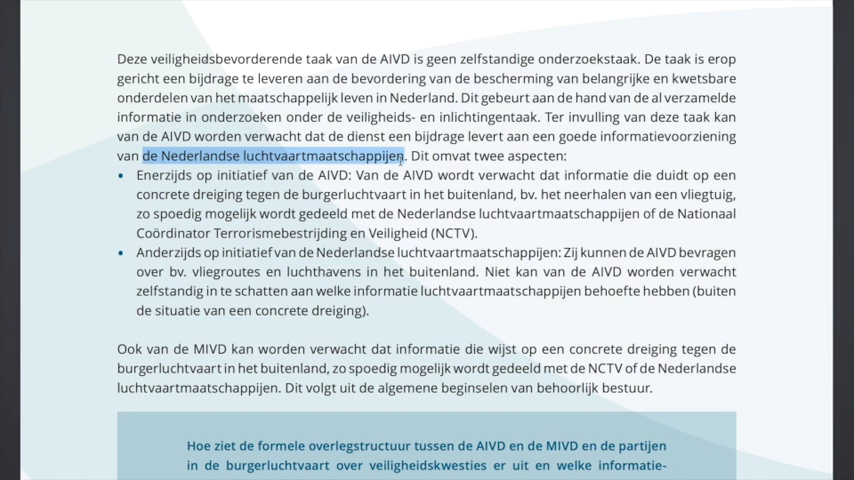 Deze veiligheidsbevorderende taak van de AIVD is geen zelfstandige onderzoekstaak. De taak is erop
gericht een bijdrage te leveren aan de bevordering van de bescherming van belangrijke en kwetsbare
onderdelen van het maatschappelijk leven in Nederland. Dit gebeurt aan de hand van de al verzamelde
informatie in onderzoeken onder de veiligheids- en inlichtingentaak. Ter invulling van deze taak kan
van de AIVD worden verwacht dat de dienst een bijdrage levert aan een goede informatievoorziening
van de Nederlandse luchtvaartmaatschappijen. Dit omvat twee aspecten:
• Enerzijds op initiatief van de AIVD: Van de AIVD wordt verwacht dat informatie die duidt op een
concrete dreiging tegen de burgerluchtvaart in het buitenland, bv. het neerhalen van een vliegtuig,
zo spoedig mogelijk wordt gedeeld met de Nederlandse luchtvaartmaatschappijen of de Nationaal
Coördinator Terrorismebestrijding en Veiligheid (NCTV).
• Anderzijds op initiatief van de Nederlandse luchtvaartmaatschappijen: Zij kunnen de AIVD bevragen
over bv. vliegroutes en luchthavens in het buitenland. Niet kan van de AIVD worden verwacht
zelfstandig in te schatten aan welke informatie luchtvaartmaatschappijen behoefte hebben (buiten
de situatie van een concrete dreiging).
Ook van de MIVD kan worden verwacht dat informatie die wijst op een concrete dreiging tegen de
burgerluchtvaart in het buitenland, zo spoedig mogelijk wordt gedeeld met de NCTV of de Nederlandse
luchtvaartmaatschappijen. Dit volgt uit de algemene beginselen van behoorlijk bestuur.
Hoe ziet de formele overlegstructuur tussen de AIVD en de MIVD en de partijen
in de burgerluchtvaart over veiligheidskwesties er uit en welke informatie-